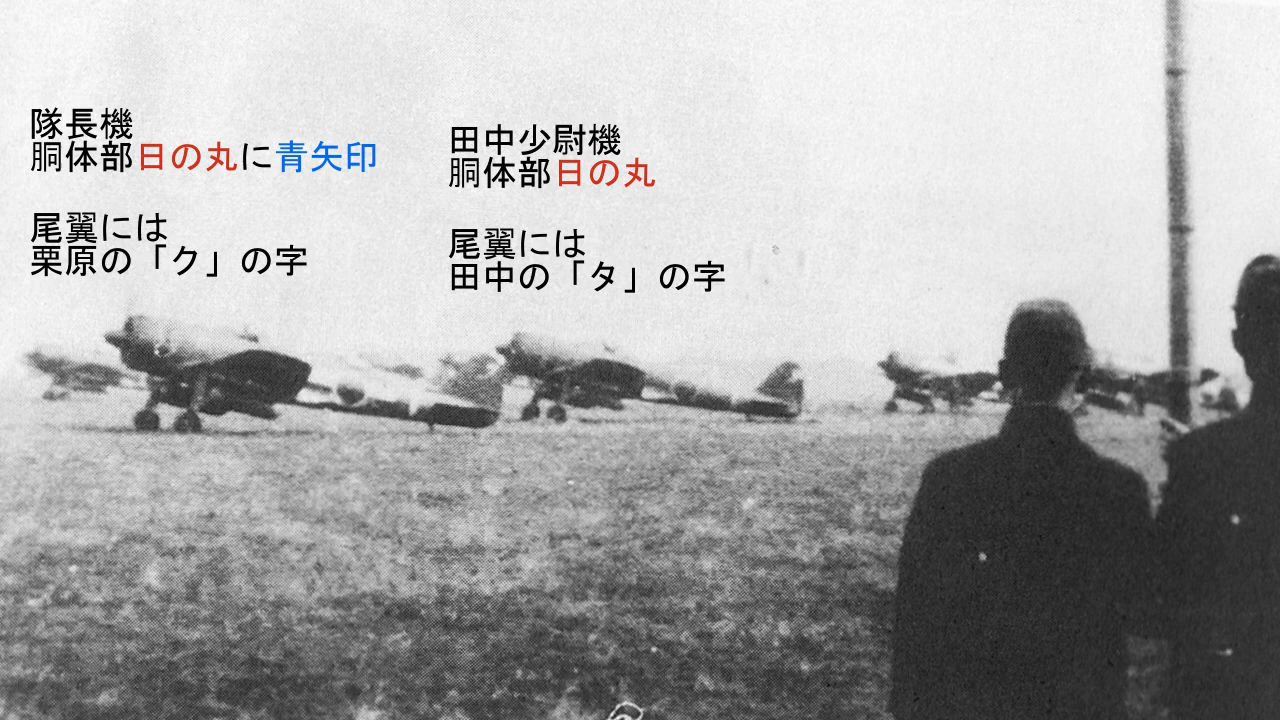 隊長機
胴体部日の丸に青矢印
尾翼には
栗原の「ク」の字
田中少尉機
胴体部日の丸
尾翼には
田中の「タ」の字